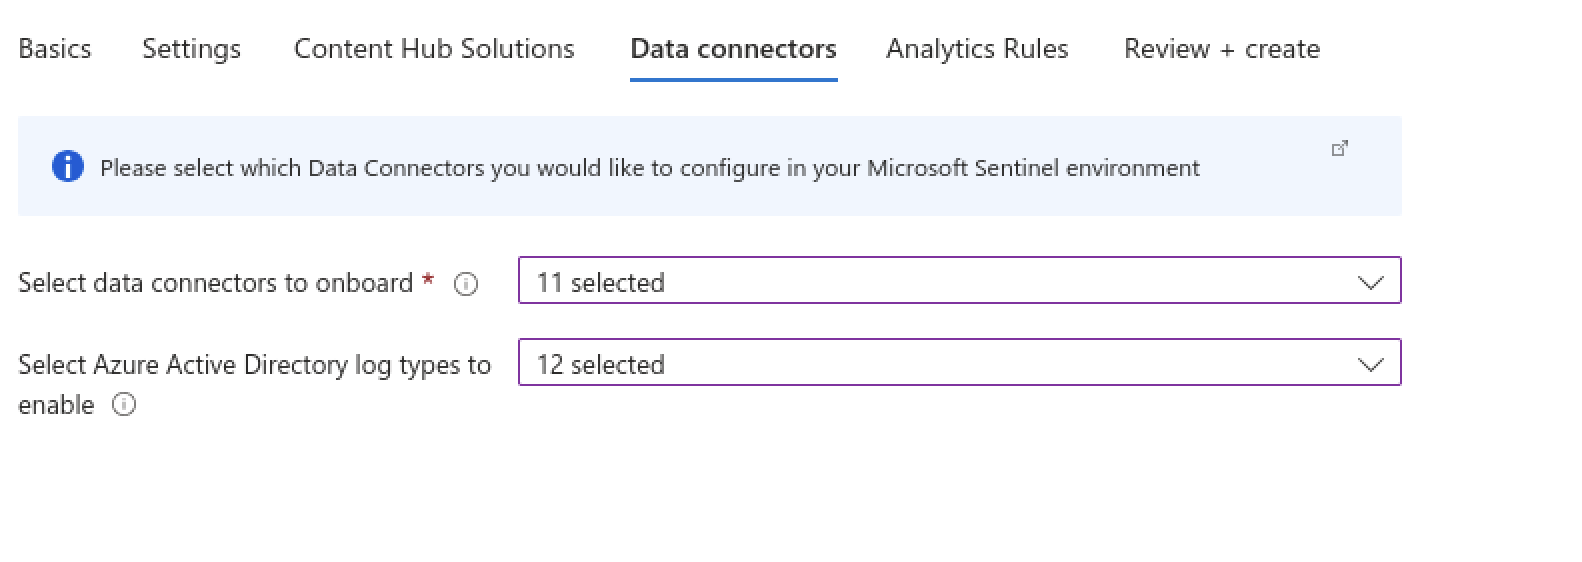 Basics Settings Content Hub Solutions Data connectors Analytics Rules Review + create
Please select which Data Connectors you would like to configure in your Microsoft Sentinel environment
Select data connectors to onboard * 11 selected
Select Azure Active Directory log types to 12 selected
enable